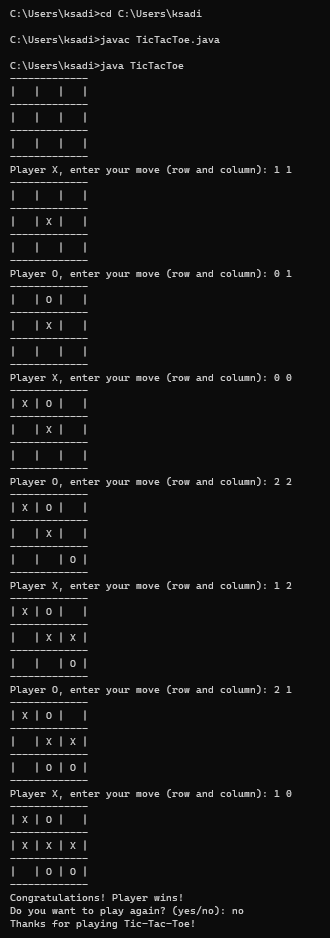 C:\Users\ksadi>cd C:\Users\ksadi
C:\Users\ksadi>javac TicTacToe.java
C:\Users\ksadi>java TicTacToe
-------------
|   |   |   |
-------------
|   |   |   |
-------------
|   |   |   |
-------------
Player X, enter your move (row and column): 1 1
-------------
|   |   |   |
-------------
|   | X |   |
-------------
|   |   |   |
-------------
Player O, enter your move (row and column): 0 1
-------------
|   | O |   |
-------------
|   | X |   |
-------------
|   |   |   |
-------------
Player X, enter your move (row and column): 0 0
-------------
| X | O |   |
-------------
|   | X |   |
-------------
|   |   |   |
-------------
Player O, enter your move (row and column): 2 2
-------------
| X | O |   |
-------------
|   | X |   |
-------------
|   |   | O |
-------------
Player X, enter your move (row and column): 1 2
-------------
| X | O |   |
-------------
|   | X | X |
-------------
|   |   | O |
-------------
Player O, enter your move (row and column): 2 1
-------------
| X | O |   |
-------------
|   | X | X |
-------------
|   | O | O |
-------------
Player X, enter your move (row and column): 1 0
-------------
| X | O |   |
-------------
| X | X | X |
-------------
|   | O | O |
-------------
Congratulations! Player wins!
Do you want to play again? (yes/no): no
Thanks for playing Tic-Tac-Toe!